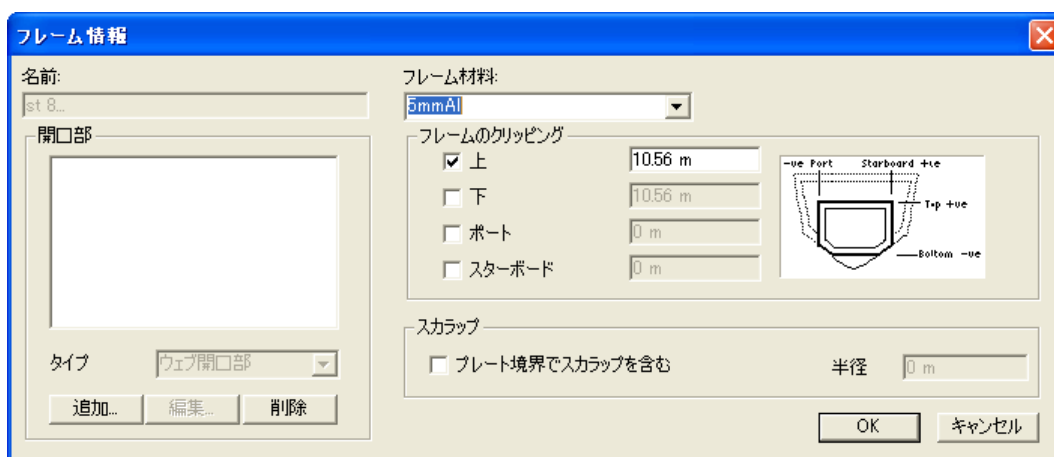 フレーム情報
名前:
st 8...
開口部
タイプ
ウェブ開口部
追加...
編集...
削除
フレーム材料:
5mmAl
フレームのクリッピング
上
10.56 m
下
10.56 m
ポート
0 m
スターボード
0 m
-ve Port
Starboard +ve
Top +ve
Bottom -ve
スカラップ
プレート境界でスカラップを含む
半径
0 m
OK
キャンセル